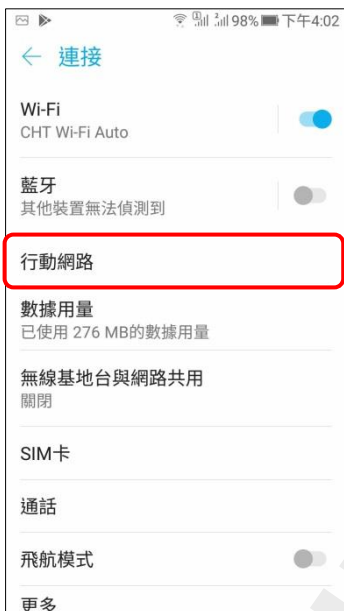 98% 下午4:02
← 連接
Wi-Fi
CHT Wi-Fi Auto
藍牙
其他裝置無法偵測到
行動網路
數據用量
已使用 276 MB的數據用量
無線基地台與網路共用
關閉
SIM卡
通話
飛航模式
更多